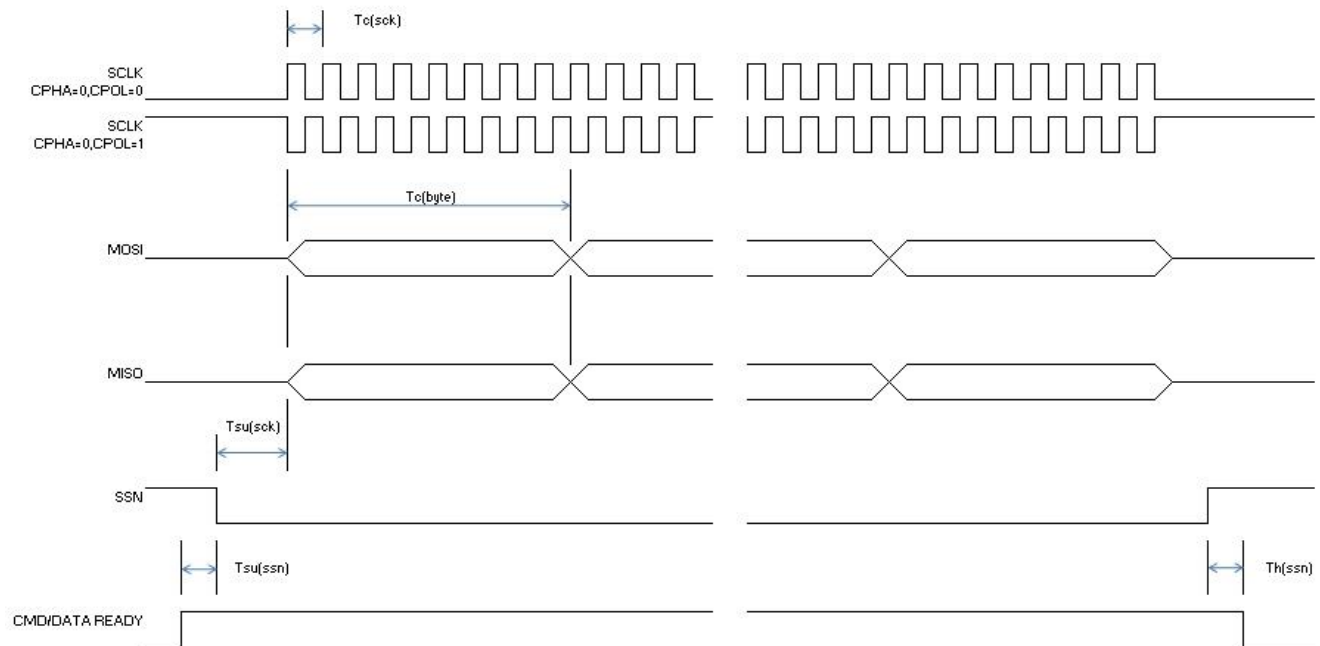 Tc(sck)
SCLK
CPHA=0,CPOL=0
SCLK
CPHA=0,CPOL=1
Tc(byte)
MOSI
MISO
Tsu(sck)
SSN
Tsu(ssn)
Th(ssn)
CMD/DATA READY